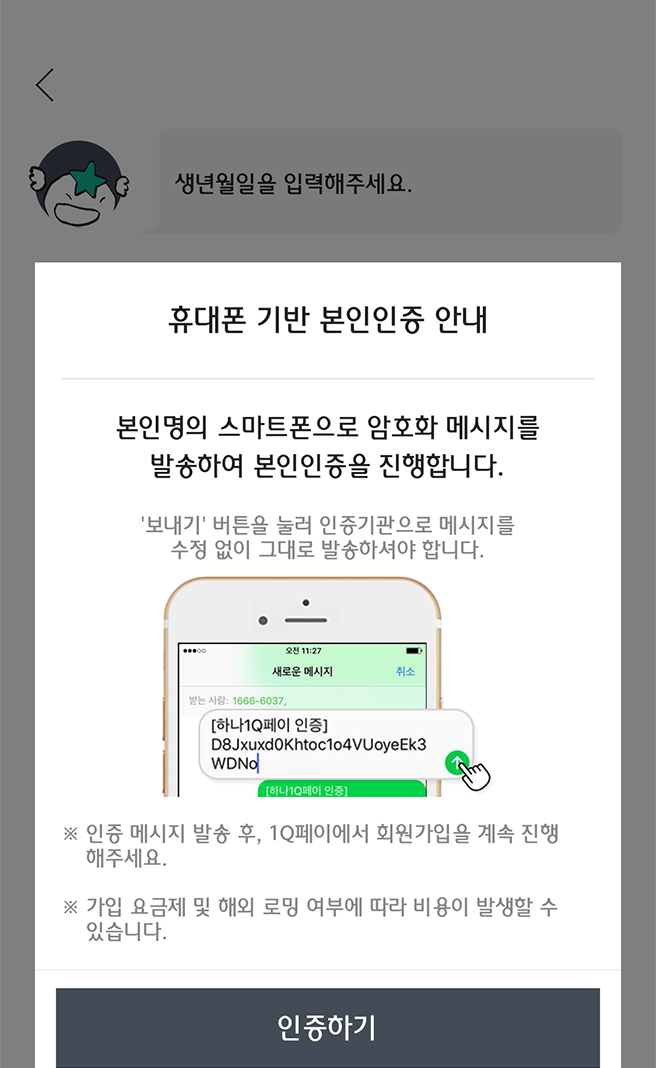 생년월일을 입력해주세요.
휴대폰 기반 본인인증 안내
본인명의 스마트폰으로 암호화 메시지를
발송하여 본인인증을 진행합니다.
'보내기' 버튼을 눌러 인증기관으로 메시지를
수정 없이 그대로 발송하셔야 합니다.
오전 11:27
새로운 메시지
취소
받는 사람: 1666-6037,
[하나1Q페이 인증]
D8Jxuxd0Khtoc1o4VUoyeEk3
WDNo
[하나1Q페이 인증]
※ 인증 메시지 발송 후, 1Q페이에서 회원가입을 계속 진행
해주세요.
※ 가입 요금제 및 해외 로밍 여부에 따라 비용이 발생할 수
있습니다.
인증하기